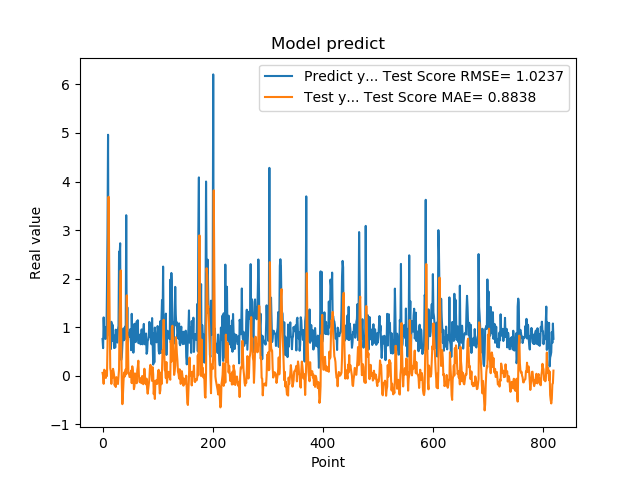 Model predict
Predict y... Test Score RMSE= 1.0237
Test y... Test Score MAE= 0.8838
6
5
4
3
2
1
0
−1
Real value
0
200
400
600
800
Point